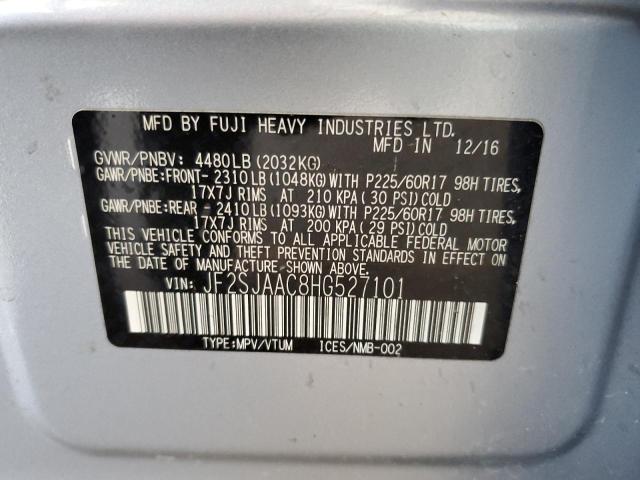 MFD BY FUJI HEAVY INDUSTRIES LTD.
MFD IN 12/16
GVWR/PNBV: 4480LB (2032KG)
GAWR/PNBE:FRONT- 2310LB (1048KG) WITH P225/60R17 98H TIRES,
17X7J RIMS AT 210 KPA ( 30 PSI) COLD
GAWR/PNBE:REAR - 2410LB (1093KG) WITH P225/60R17 98H TIRES,
17X7J RIMS AT 200 KPA ( 29 PSI) COLD
THIS VEHICLE CONFORMS TO ALL APPLICABLE FEDERAL MOTOR
VEHICLE SAFETY AND THEFT PREVENTION STANDARDS IN EFFECT ON
THE DATE OF MANUFACTURE SHOWN ABOVE.
VIN: JF2SJAAC8HG527101
TYPE:MPV/VTUM ICES/NMB-002